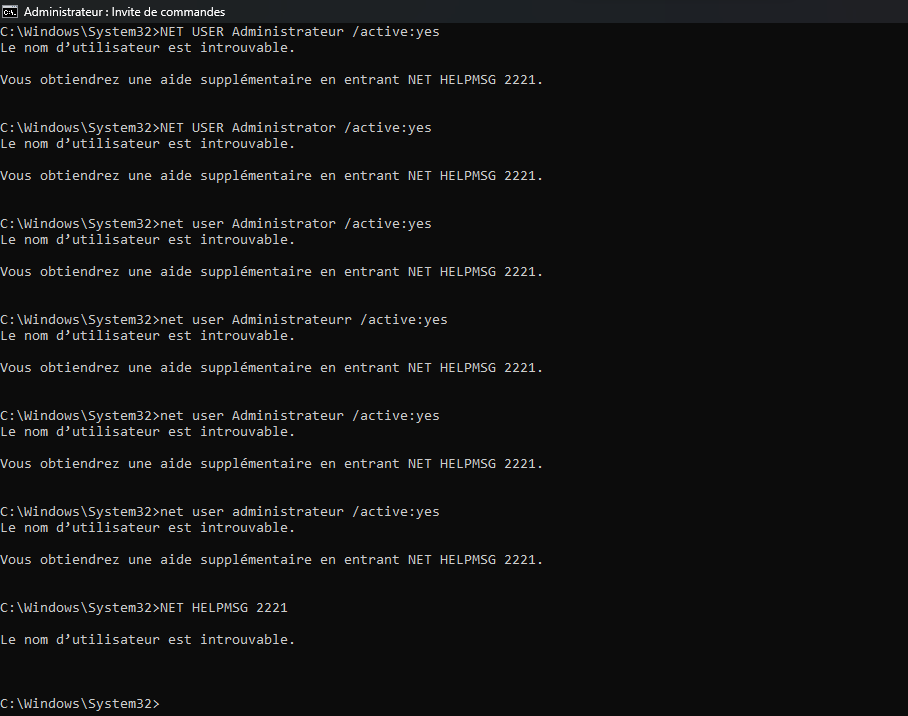 Administrateur : Invite de commandes
C:\Windows\System32>NET USER Administrateur /active:yes
Le nom d’utilisateur est introuvable.
Vous obtiendrez une aide supplémentaire en entrant NET HELPMSG 2221.
C:\Windows\System32>NET USER Administrator /active:yes
Le nom d’utilisateur est introuvable.
Vous obtiendrez une aide supplémentaire en entrant NET HELPMSG 2221.
C:\Windows\System32>net user Administrator /active:yes
Le nom d’utilisateur est introuvable.
Vous obtiendrez une aide supplémentaire en entrant NET HELPMSG 2221.
C:\Windows\System32>net user Administrateurr /active:yes
Le nom d’utilisateur est introuvable.
Vous obtiendrez une aide supplémentaire en entrant NET HELPMSG 2221.
C:\Windows\System32>net user Administrateur /active:yes
Le nom d’utilisateur est introuvable.
Vous obtiendrez une aide supplémentaire en entrant NET HELPMSG 2221.
C:\Windows\System32>net user administrateur /active:yes
Le nom d’utilisateur est introuvable.
Vous obtiendrez une aide supplémentaire en entrant NET HELPMSG 2221.
C:\Windows\System32>NET HELPMSG 2221
Le nom d’utilisateur est introuvable.
C:\Windows\System32>